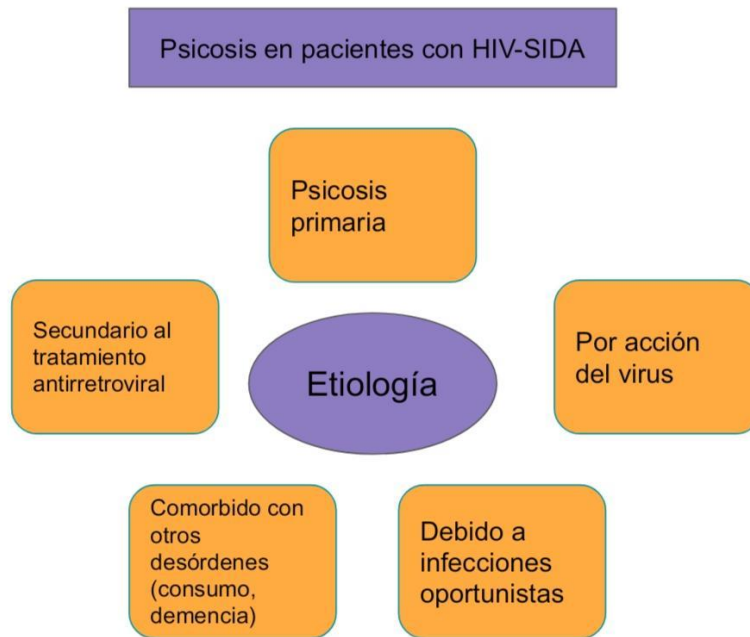 Psicosis en pacientes con HIV-SIDA
Psicosis
primaria
Secundario al
tratamiento
antirretroviral
Etiología
Por acción
del virus
Comorbido con
otros
desórdenes
(consumo,
demencia)
Debido a
infecciones
oportunistas